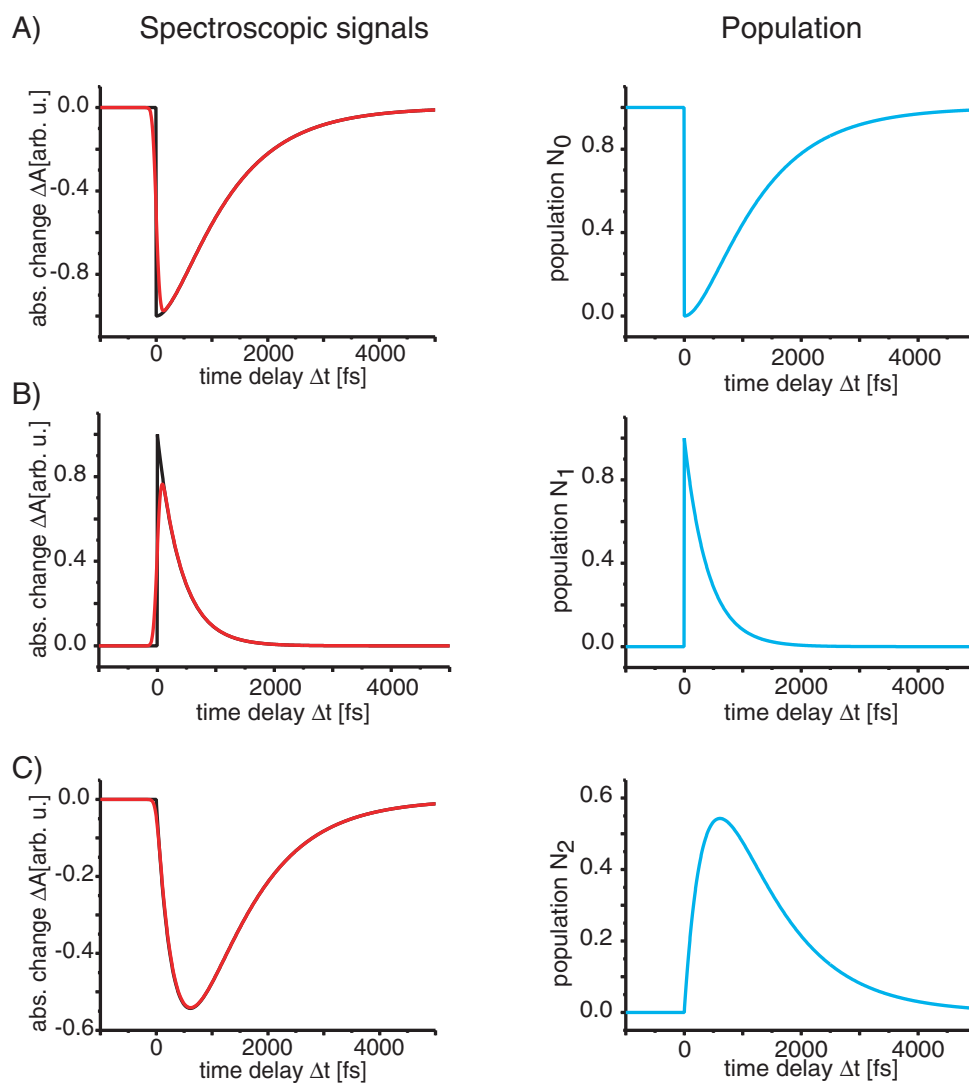 A) Spectroscopic signals Population
abs. change ΔA[arb. u.]
0.0
-0.4
-0.8
0 2000 4000
time delay Δt [fs]
population N0
0.8
0.4
0.0
0 2000 4000
time delay Δt [fs]
B)
abs. change ΔA[arb. u.]
0.8
0.4
0.0
0 2000 4000
time delay Δt [fs]
population N1
0.8
0.4
0.0
0 2000 4000
time delay Δt [fs]
C)
abs. change ΔA[arb. u.]
0.0
-0.2
-0.4
-0.6
0 2000 4000
time delay Δt [fs]
population N2
0.6
0.4
0.2
0.0
0 2000 4000
time delay Δt [fs]